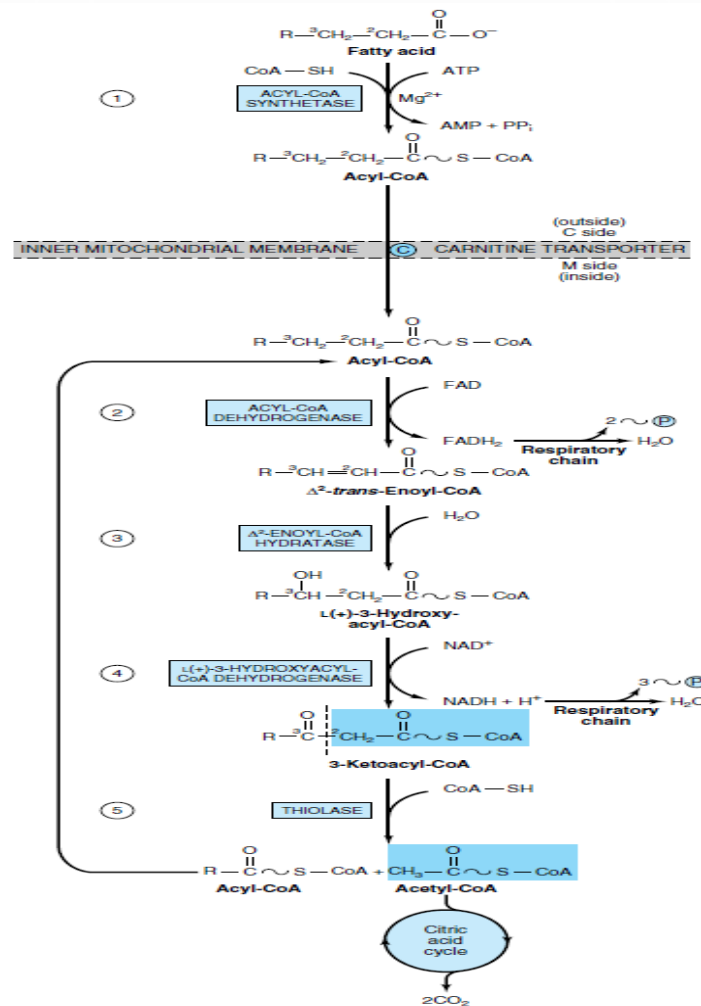 O
R—³CH₂—²CH₂—C—O⁻
Fatty acid
CoA—SH
ATP
1
ACYL-CoA
SYNTHETASE
Mg²⁺
AMP + PPᵢ
O
R—³CH₂—²CH₂—C~S—CoA
Acyl-CoA
(outside)
C side
INNER MITOCHONDRIAL MEMBRANE
C
CARNITINE TRANSPORTER
M side
(inside)
O
R—³CH₂—²CH₂—C~S—CoA
Acyl-CoA
FAD
2
ACYL-CoA
DEHYDROGENASE
2~P
FADH₂
H₂O
Respiratory
chain
O
R—³CH=²CH—C~S—CoA
Δ²-trans-Enoyl-CoA
H₂O
3
Δ²-ENOYL-CoA
HYDRATASE
OH
O
R—³CH—²CH₂—C~S—CoA
L(+)-3-Hydroxy-
acyl-CoA
NAD⁺
4
L(+)-3-HYDROXYACYL-
CoA DEHYDROGENASE
3~P
NADH + H⁺
H₂O
Respiratory
chain
O
O
R—³C—²CH₂—C~S—CoA
3-Ketoacyl-CoA
CoA—SH
5
THIOLASE
O
O
R—C~S—CoA + CH₃—C~S—CoA
Acyl-CoA
Acetyl-CoA
Citric
acid
cycle
2CO₂